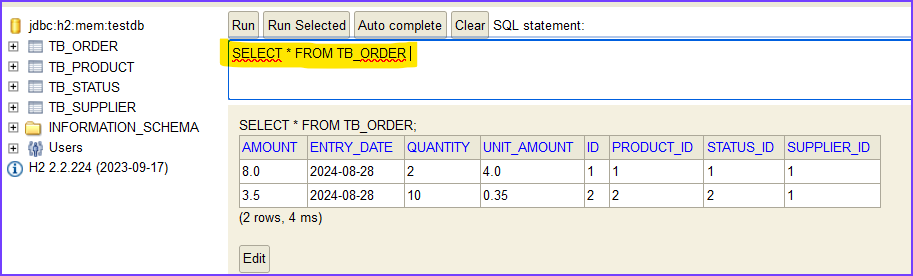 jdbc:h2:mem:testdb
TB_ORDER
TB_PRODUCT
TB_STATUS
TB_SUPPLIER
INFORMATION_SCHEMA
Users
H2 2.2.224 (2023-09-17)
Run Run Selected Auto complete Clear SQL statement:
SELECT * FROM TB_ORDER
SELECT * FROM TB_ORDER;
AMOUNT ENTRY_DATE QUANTITY UNIT_AMOUNT ID PRODUCT_ID STATUS_ID SUPPLIER_ID
8.0 2024-08-28 2 4.0 1 1 1 1
3.5 2024-08-28 10 0.35 2 2 2 1
(2 rows, 4 ms)
Edit